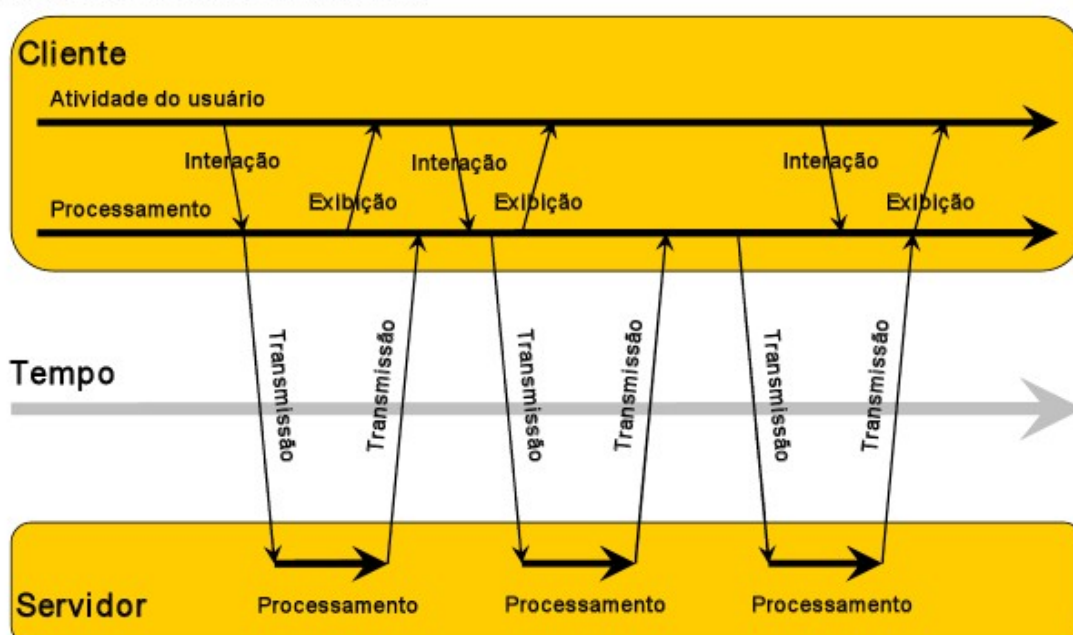 Cliente
Atividade do usuário
Interação
Interação
Interação
Exibição
Exibição
Exibição
Processamento
Transmissão
Transmissão
Transmissão
Transmissão
Transmissão
Transmissão
Tempo
Processamento
Processamento
Processamento
Servidor